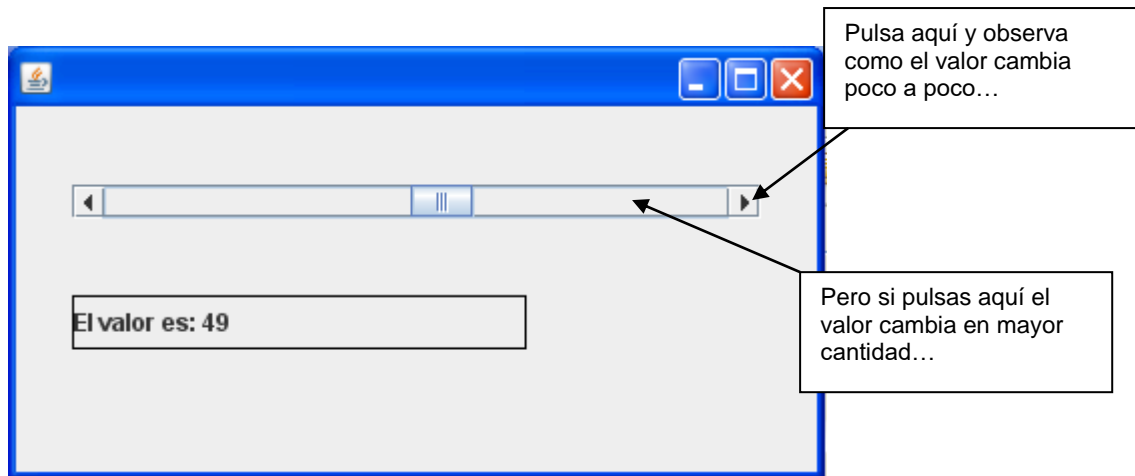 Pulsa aquí y observa
como el valor cambia
poco a poco…
El valor es: 49
Pero si pulsas aquí el
valor cambia en mayor
cantidad…